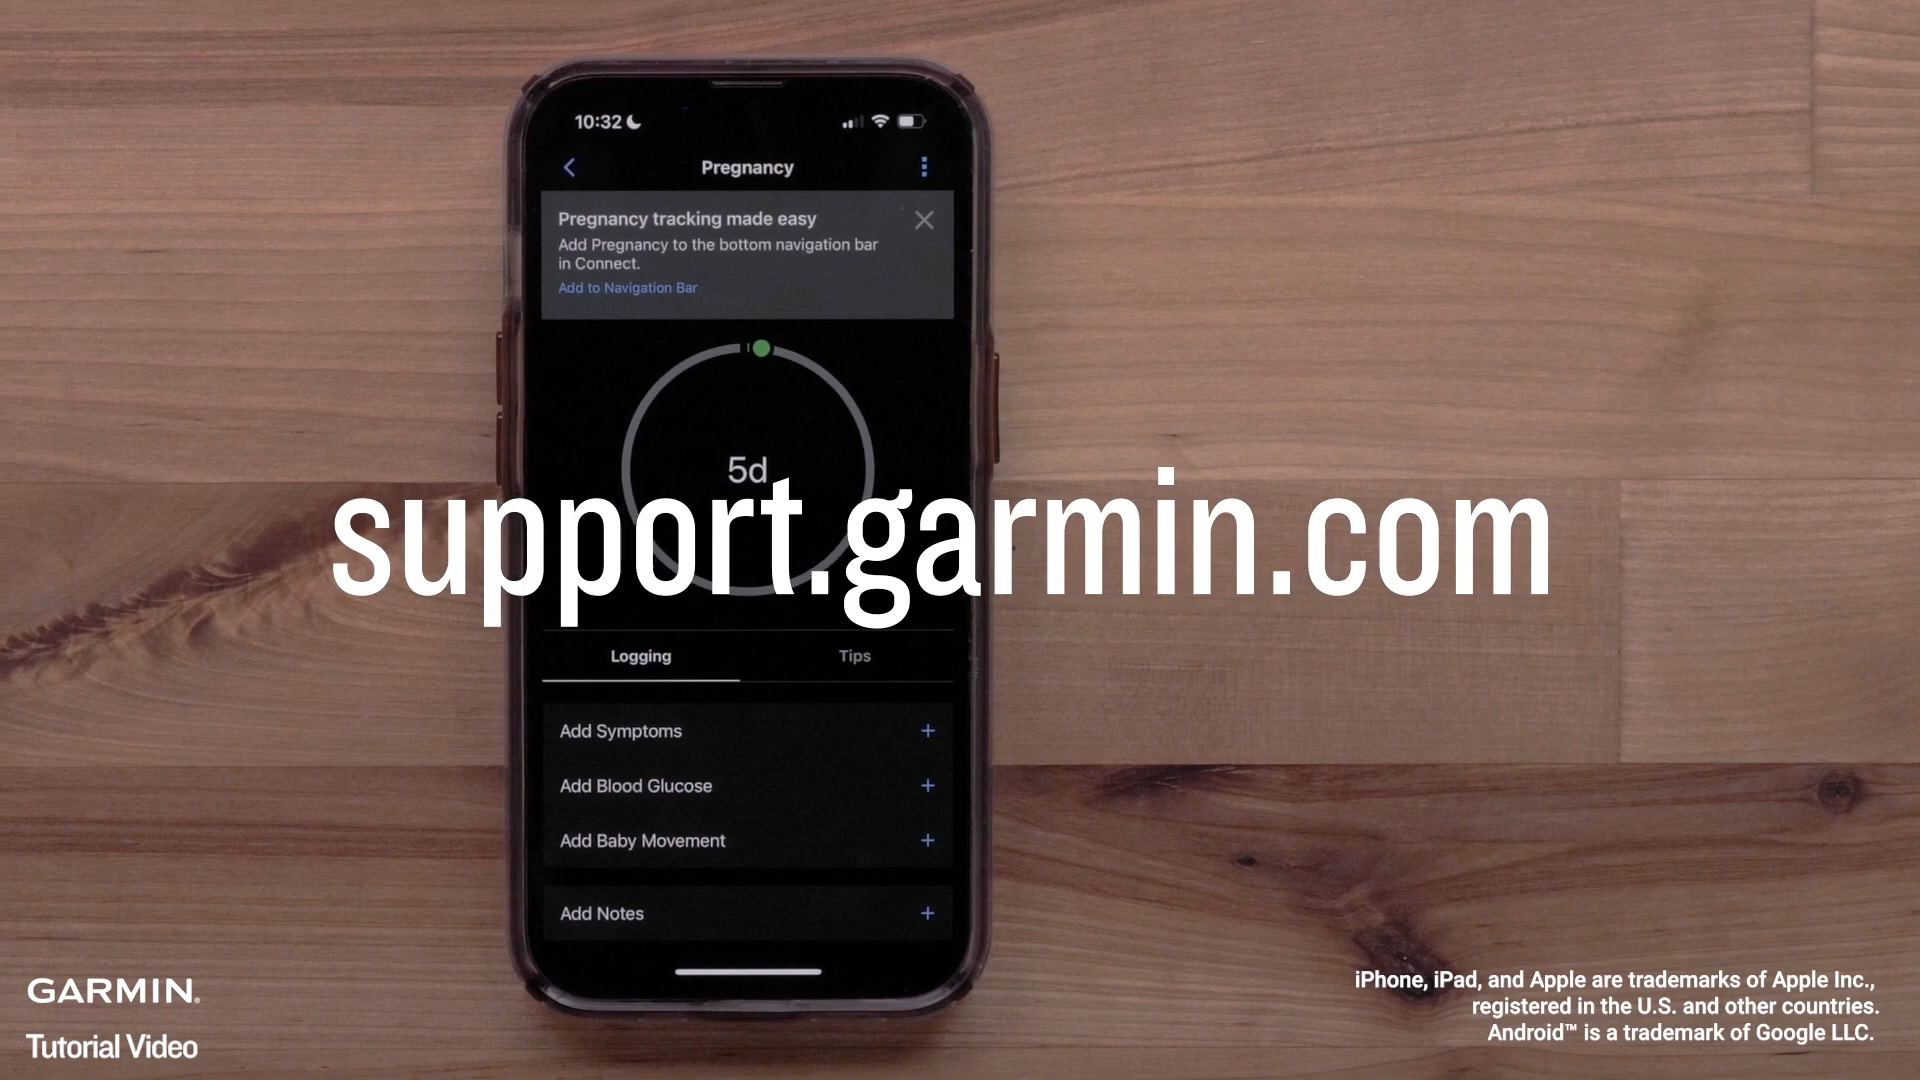 10:32
Pregnancy
Pregnancy tracking made easy
Add Pregnancy to the bottom navigation bar
in Connect.
Add to Navigation Bar
5d
support.garmin.com
Logging
Tips
Add Symptoms
Add Blood Glucose
Add Baby Movement
Add Notes
GARMIN®
Tutorial Video
iPhone, iPad, and Apple are trademarks of Apple Inc.,
registered in the U.S. and other countries.
Android™ is a trademark of Google LLC.